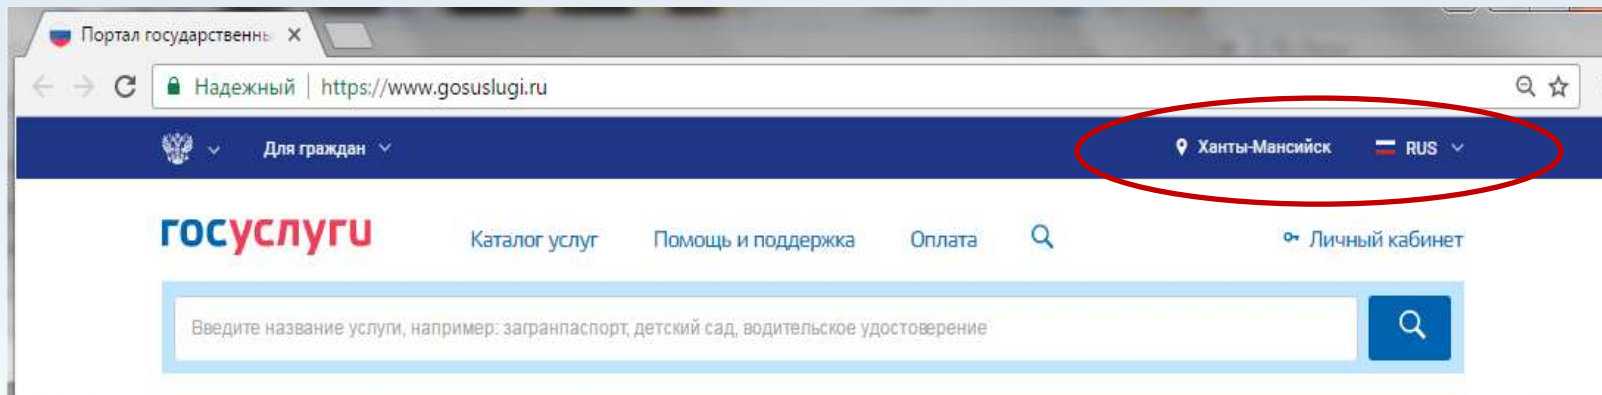 Портал государственнь
Надежный | https://www.gosuslugi.ru
Для граждан Ханты-Мансийск RUS
госуслуги Каталог услуг Помощь и поддержка Оплата Личный кабинет
Введите название услуги, например: загранпаспорт, детский сад, водительское удостоверение